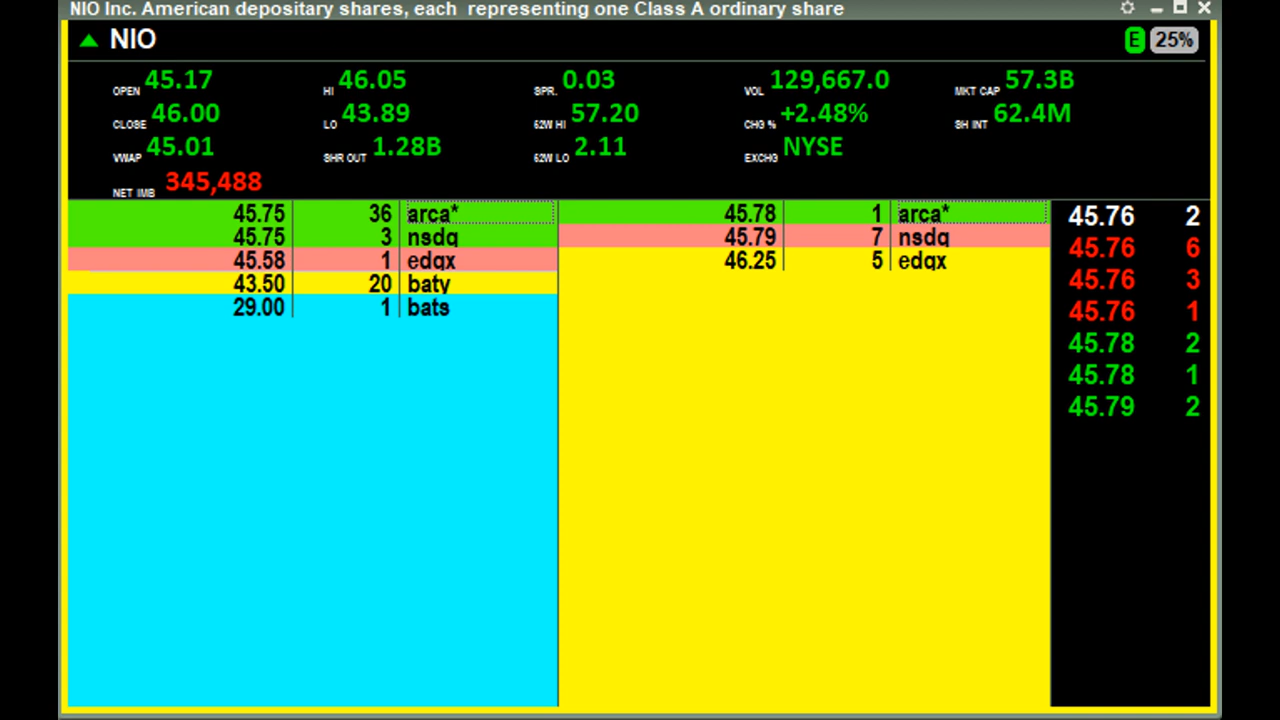 NIO Inc. American depositary shares, each representing one Class A ordinary share
NIO E 25%
OPEN 45.17 HI 46.05 SPR. 0.03 VOL 129,667.0 MKT CAP 57.3B
CLOSE 46.00 LO 43.89 52W HI 57.20 CHG % +2.48% SH INT 62.4M
VWAP 45.01 SHR OUT 1.28B 52W LO 2.11 EXCHG NYSE
NET IMB 345,488
45.75 36 arca* 45.78 1 arca* 45.76 2
45.75 3 nsdq 45.79 7 nsdq 45.76 6
45.58 1 edgx 46.25 5 edgx 45.76 3
43.50 20 baty 45.76 1
29.00 1 bats 45.78 2
45.78 1
45.79 2